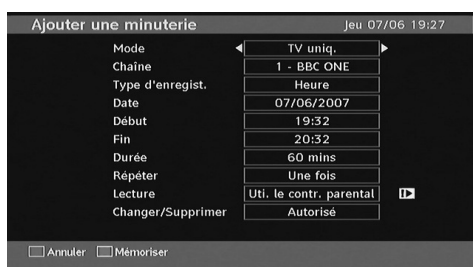 Ajouter une minuterie Jeu 07/06 19:27
Mode TV uniq.
Chaîne 1 - BBC ONE
Type d'enregist. Heure
Date 07/06/2007
Début 19:32
Fin 20:32
Durée 60 mins
Répéter Une fois
Lecture Uti. le contr. parental
Changer/Supprimer Autorisé
Annuler Mémoriser